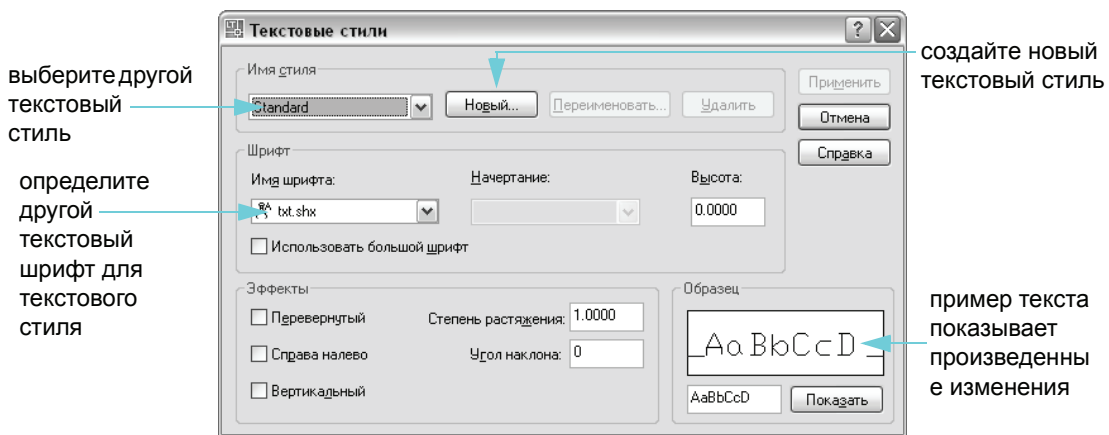 Текстовые стили
создайте новый
текстовый стиль
выберите другой
текстовый
стиль
Имя стиля
Standard
Новый...
Переименовать...
Удалить
Применить
Отмена
Справка
определите
другой
текстовый
шрифт для
текстового
стиля
Шрифт
Имя шрифта:
Начертание:
Высота:
txt.shx
0.0000
Использовать большой шрифт
Эффекты
Перевернутый
Степень растяжения:
1.0000
Справа налево
Угол наклона:
0
Вертикальный
Образец
AaBbCcD
AaBbCcD
Показать
пример текста
показывает
произведенны
е изменения